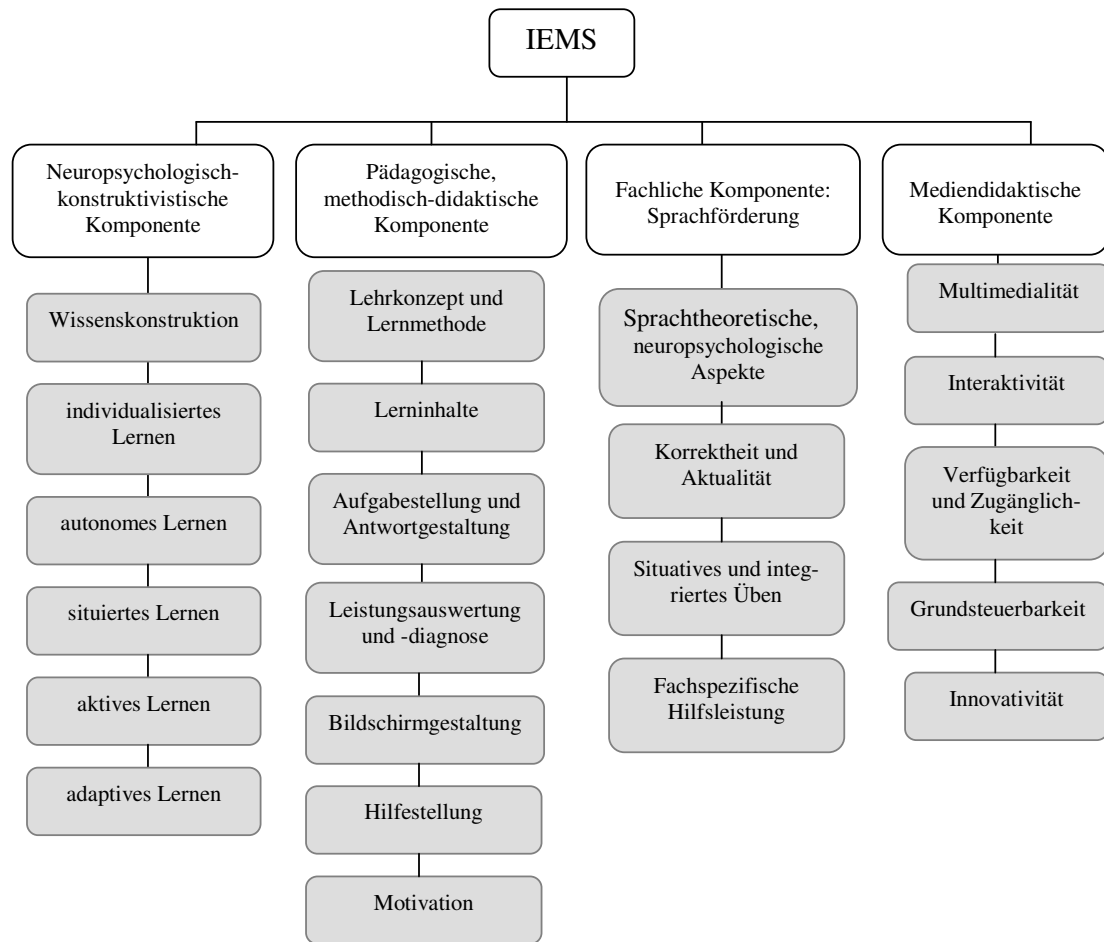 IEMS
Neuropsychologisch-
konstruktivistische
Komponente
Wissenskonstruktion
individualisiertes
Lernen
autonomes Lernen
situiertes Lernen
aktives Lernen
adaptives Lernen
Pädagogische,
methodisch-didaktische
Komponente
Lehrkonzept und
Lernmethode
Lerninhalte
Aufgabestellung und
Antwortgestaltung
Leistungsauswertung
und -diagnose
Bildschirmgestaltung
Hilfestellung
Motivation
Fachliche Komponente:
Sprachförderung
Sprachtheoretische,
neuropsychologische
Aspekte
Korrektheit und
Aktualität
Situatives und integ-
riertes Üben
Fachspezifische
Hilfsleistung
Mediendidaktische
Komponente
Multimedialität
Interaktivität
Verfügbarkeit
und Zugänglich-
keit
Grundsteuerbarkeit
Innovativität